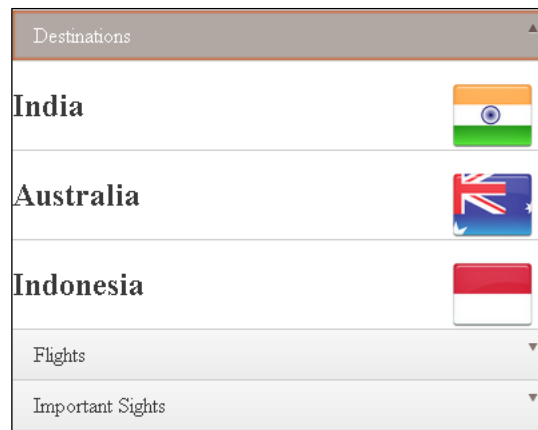 Destinations
India
Australia
Indonesia
Flights
Important Sights